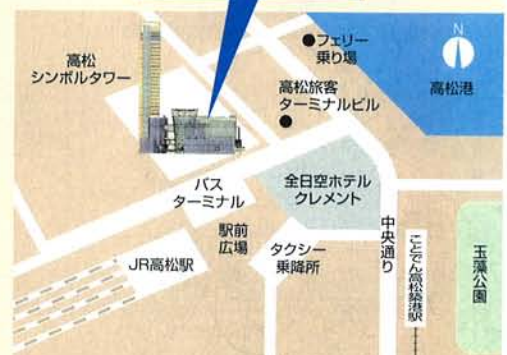 高松
シンボルタワー
●フェリー
乗り場
高松旅客
ターミナルビル
●
N
高松港
バス
ターミナル
全日空ホテル
クレメント
駅前
広場
JR高松駅
タクシー
乗降所
中央通り
ことでん高松築港駅
玉藻公園